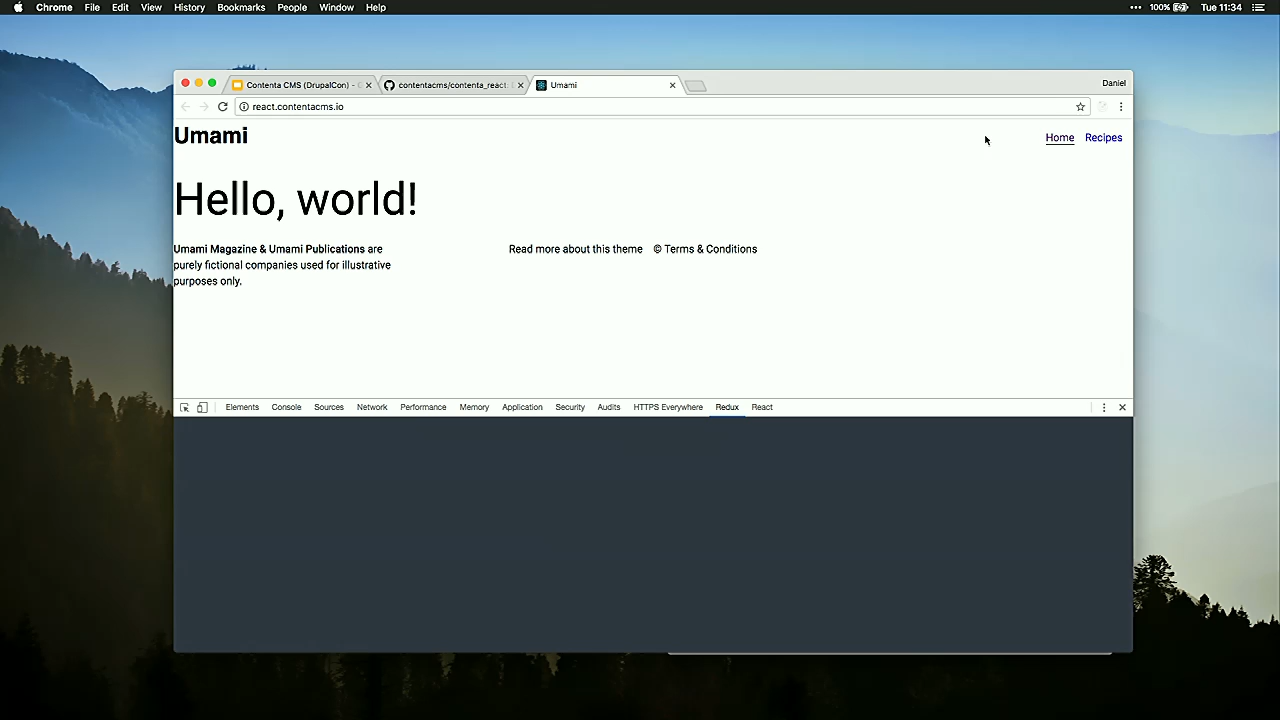 Chrome File Edit View History Bookmarks People Window Help
100% Tue 11:34
Contenta CMS (DrupalCon) -
contentacms/contenta_react:
Umami
Daniel
react.contentacms.io
Umami
Home Recipes
Hello, world!
Umami Magazine & Umami Publications are
purely fictional companies used for illustrative
purposes only.
Read more about this theme © Terms & Conditions
Elements Console Sources Network Performance Memory Application Security Audits HTTPS Everywhere Redux React